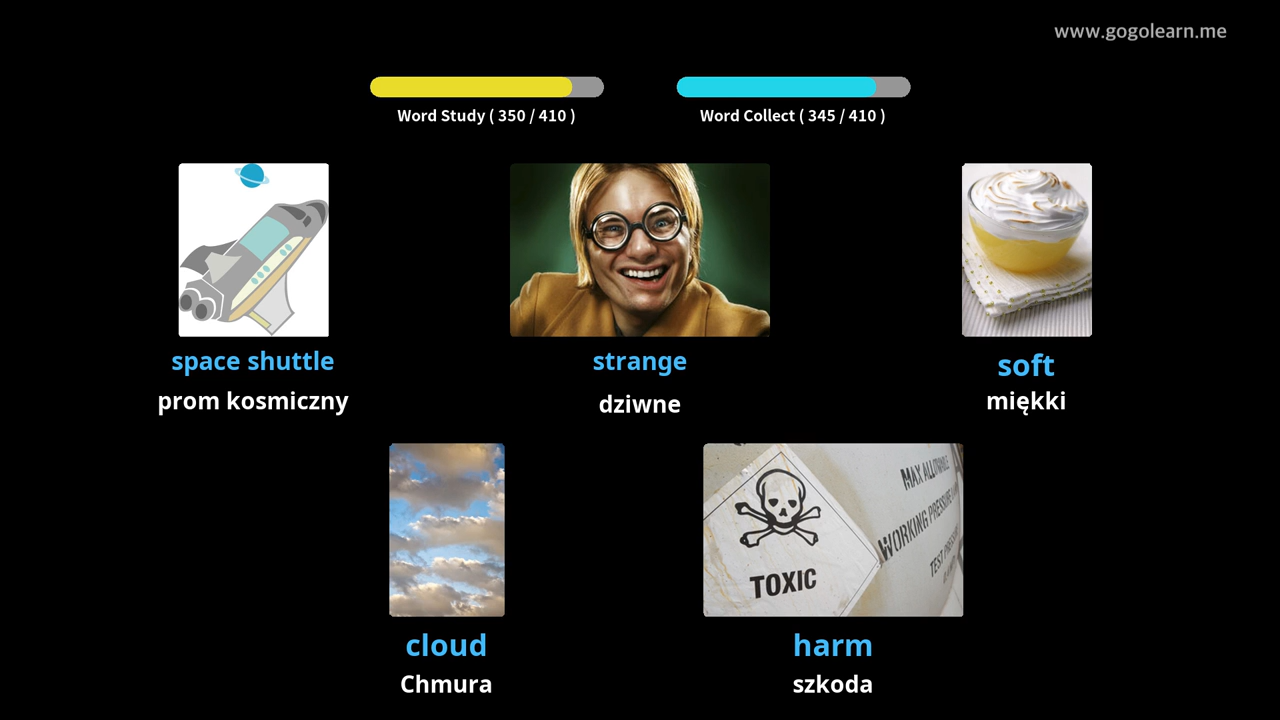 www.gogolearn.me
Word Study ( 350 / 410 )
Word Collect ( 345 / 410 )
space shuttle
prom kosmiczny
strange
dziwne
soft
miękki
TOXIC
MAX ALLOWABLE
WORKING PRESSURE
TEST
cloud
Chmura
harm
szkoda